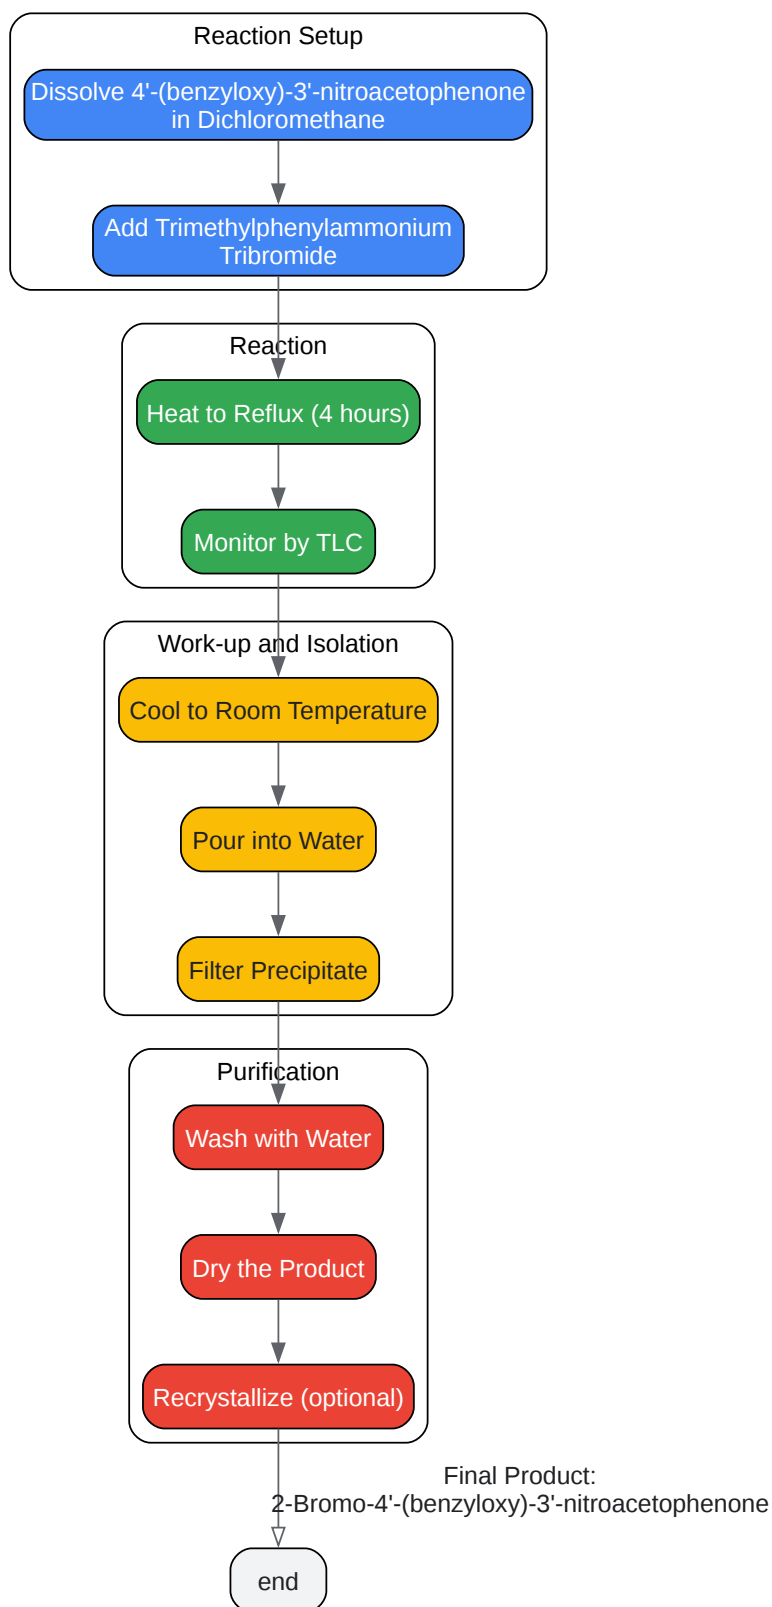 Reaction Setup
Dissolve 4'-(benzyloxy)-3'-nitroacetophenone
in Dichloromethane
Add Trimethylphenylammonium
Tribromide
Reaction
Heat to Reflux (4 hours)
Monitor by TLC
Work-up and Isolation
Cool to Room Temperature
Pour into Water
Filter Precipitate
Purification
Wash with Water
Dry the Product
Recrystallize (optional)
Final Product:
2-Bromo-4'-(benzyloxy)-3'-nitroacetophenone
end